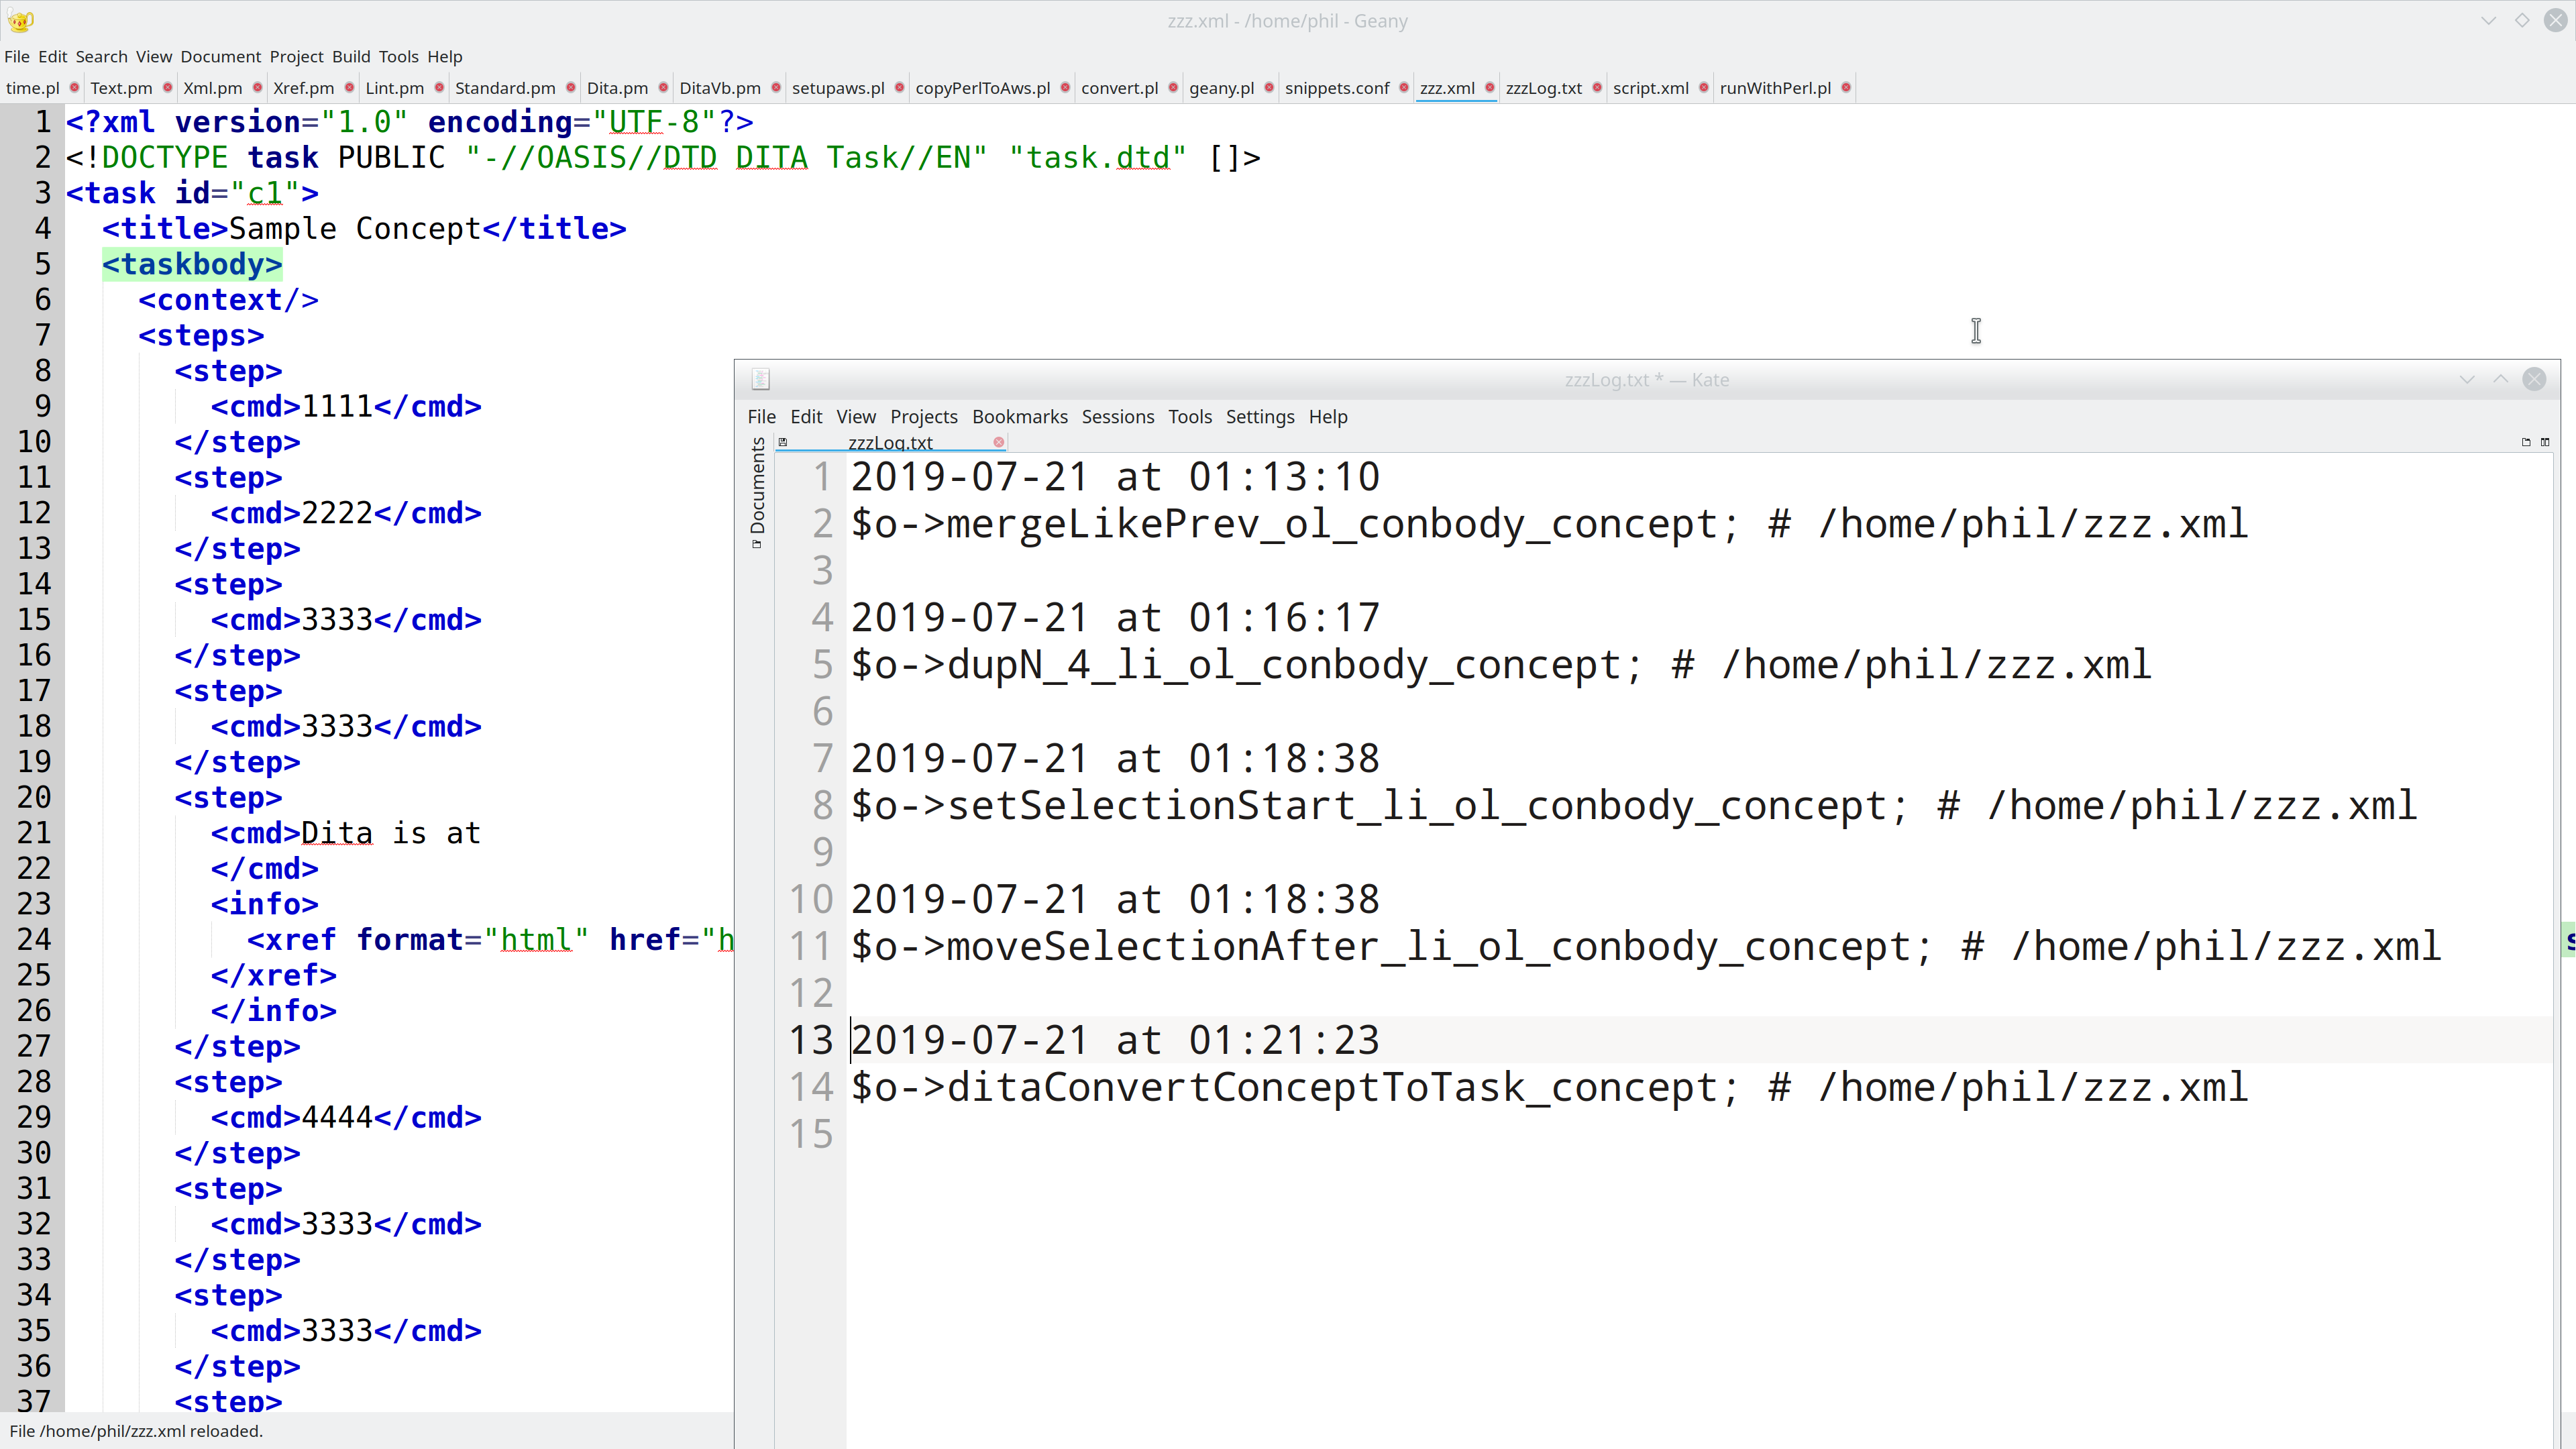 zzz.xml - /home/phil - Geany
File Edit Search View Document Project Build Tools Help
time.pl Text.pm Xml.pm Xref.pm Lint.pm Standard.pm Dita.pm DitaVb.pm setupaws.pl copyPerlToAws.pl convert.pl geany.pl snippets.conf zzz.xml zzzLog.txt script.xml runWithPerl.pl
1 <?xml version="1.0" encoding="UTF-8"?>
2 <!DOCTYPE task PUBLIC "-//OASIS//DTD DITA Task//EN" "task.dtd" []>
3 <task id="c1">
4 <title>Sample Concept</title>
5 <taskbody>
6 <context/>
7 <steps>
8 <step>
9 <cmd>1111</cmd>
10 </step>
11 <step>
12 <cmd>2222</cmd>
13 </step>
14 <step>
15 <cmd>3333</cmd>
16 </step>
17 <step>
18 <cmd>3333</cmd>
19 </step>
20 <step>
21 <cmd>Dita is at
22 </cmd>
23 <info>
24 <xref format="html" href="h
25 </xref>
26 </info>
27 </step>
28 <step>
29 <cmd>4444</cmd>
30 </step>
31 <step>
32 <cmd>3333</cmd>
33 </step>
34 <step>
35 <cmd>3333</cmd>
36 </step>
37 <step>
File /home/phil/zzz.xml reloaded.
zzzLog.txt * — Kate
File Edit View Projects Bookmarks Sessions Tools Settings Help
Documents
zzzLog.txt
1 2019-07-21 at 01:13:10
2 $o->mergeLikePrev_ol_conbody_concept; # /home/phil/zzz.xml
3
4 2019-07-21 at 01:16:17
5 $o->dupN_4_li_ol_conbody_concept; # /home/phil/zzz.xml
6
7 2019-07-21 at 01:18:38
8 $o->setSelectionStart_li_ol_conbody_concept; # /home/phil/zzz.xml
9
10 2019-07-21 at 01:18:38
11 $o->moveSelectionAfter_li_ol_conbody_concept; # /home/phil/zzz.xml
12
13 2019-07-21 at 01:21:23
14 $o->ditaConvertConceptToTask_concept; # /home/phil/zzz.xml
15